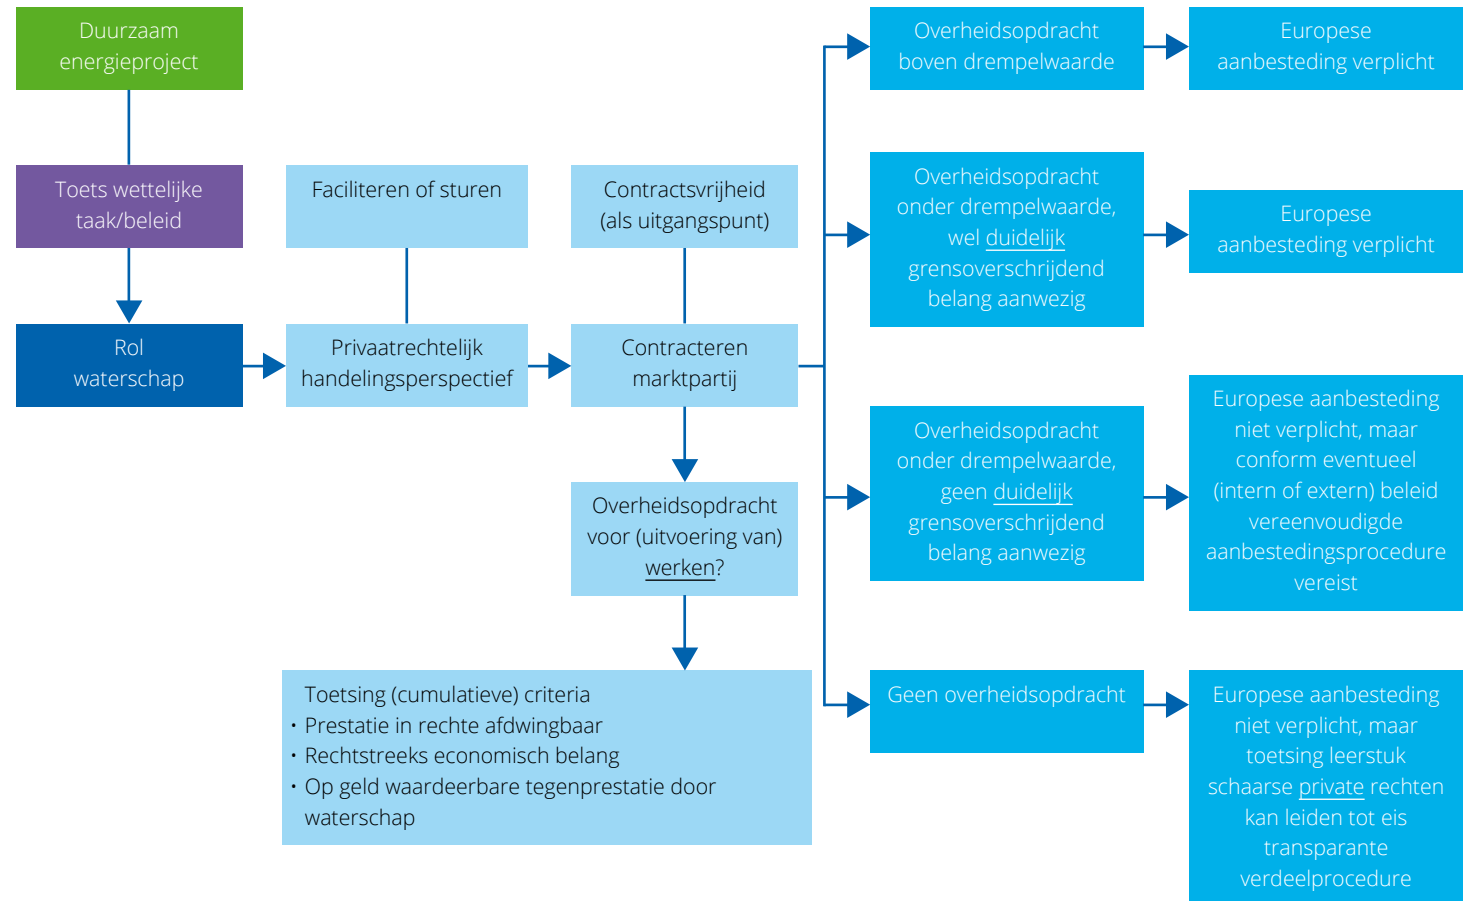 Duurzaam
energieproject
Toets wettelijke
taak/beleid
Rol
waterschap
Faciliteren of sturen
Privaatrechtelijk
handelingsperspectief
Contractsvrijheid
(als uitgangspunt)
Contracteren
marktpartij
Overheidsopdracht
voor (uitvoering van)
werken?
Toetsing (cumulatieve) criteria
• Prestatie in rechte afdwingbaar
• Rechtstreeks economisch belang
• Op geld waardeerbare tegenprestatie door
waterschap
Overheidsopdracht
boven drempelwaarde
Europese
aanbesteding verplicht
Overheidsopdracht
onder drempelwaarde,
wel duidelijk
grensoverschrijdend
belang aanwezig
Europese
aanbesteding verplicht
Overheidsopdracht
onder drempelwaarde,
geen duidelijk
grensoverschrijdend
belang aanwezig
Europese aanbesteding
niet verplicht, maar
conform eventueel
(intern of extern) beleid
vereenvoudigde
aanbestedingsprocedure
vereist
Geen overheidsopdracht
Europese aanbesteding
niet verplicht, maar
toetsing leerstuk
schaarse private rechten
kan leiden tot eis
transparante
verdeelprocedure